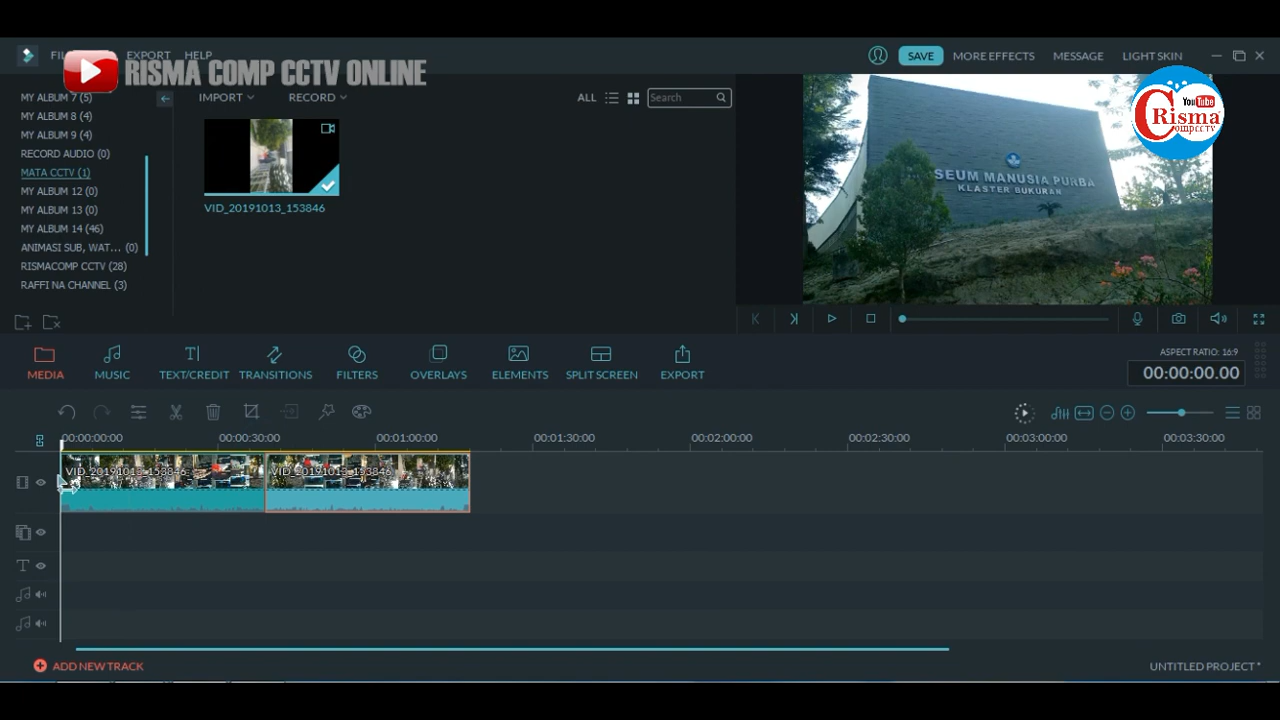 EXPORT HELP
SAVE MORE EFFECTS MESSAGE LIGHT SKIN
RISMA COMP CCTV ONLINE
MY ALBUM 7 (5)
MY ALBUM 8 (4)
MY ALBUM 9 (4)
RECORD AUDIO (0)
MATA CCTV (1)
MY ALBUM 12 (0)
MY ALBUM 13 (0)
MY ALBUM 14 (46)
ANIMASI SUB, WAT... (0)
RISMACOMP CCTV (28)
RAFFI NA CHANNEL (3)
IMPORT RECORD ALL Search
VID_20191013_153846
YouTube
Crisma
Compcctv
SEUM MANUSIA PURBA
KLASTER BUKURAN
MEDIA MUSIC TEXT/CREDIT TRANSITIONS FILTERS OVERLAYS ELEMENTS SPLIT SCREEN EXPORT
ASPECT RATIO: 16:9
00:00:00.00
00:00:00:00 00:00:30:00 00:01:00:00 00:01:30:00 00:02:00:00 00:02:30:00 00:03:00:00 00:03:30:00
VID_20191013_153846 VID_20191013_153846
ADD NEW TRACK
UNTITLED PROJECT *